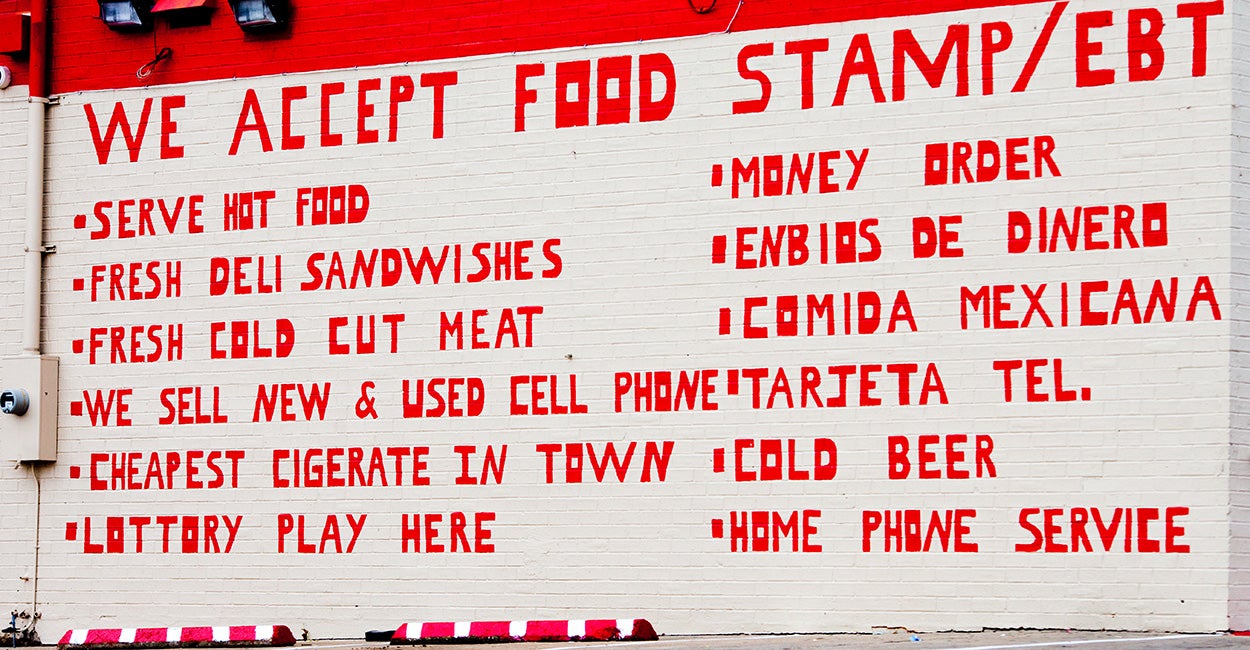 WE ACCEPT FOOD STAMP/EBT
▪SERVE HOT FOOD
▪FRESH DELI SANDWISHES
▪FRESH COLD CUT MEAT
▪WE SELL NEW & USED CELL PHONE
▪CHEAPEST CIGERATE IN TOWN
▪LOTTORY PLAY HERE
▪MONEY ORDER
▪ENBIOS DE DINERO
▪COMIDA MEXICANA
▪TARJETA TEL.
▪COLD BEER
▪HOME PHONE SERVICE